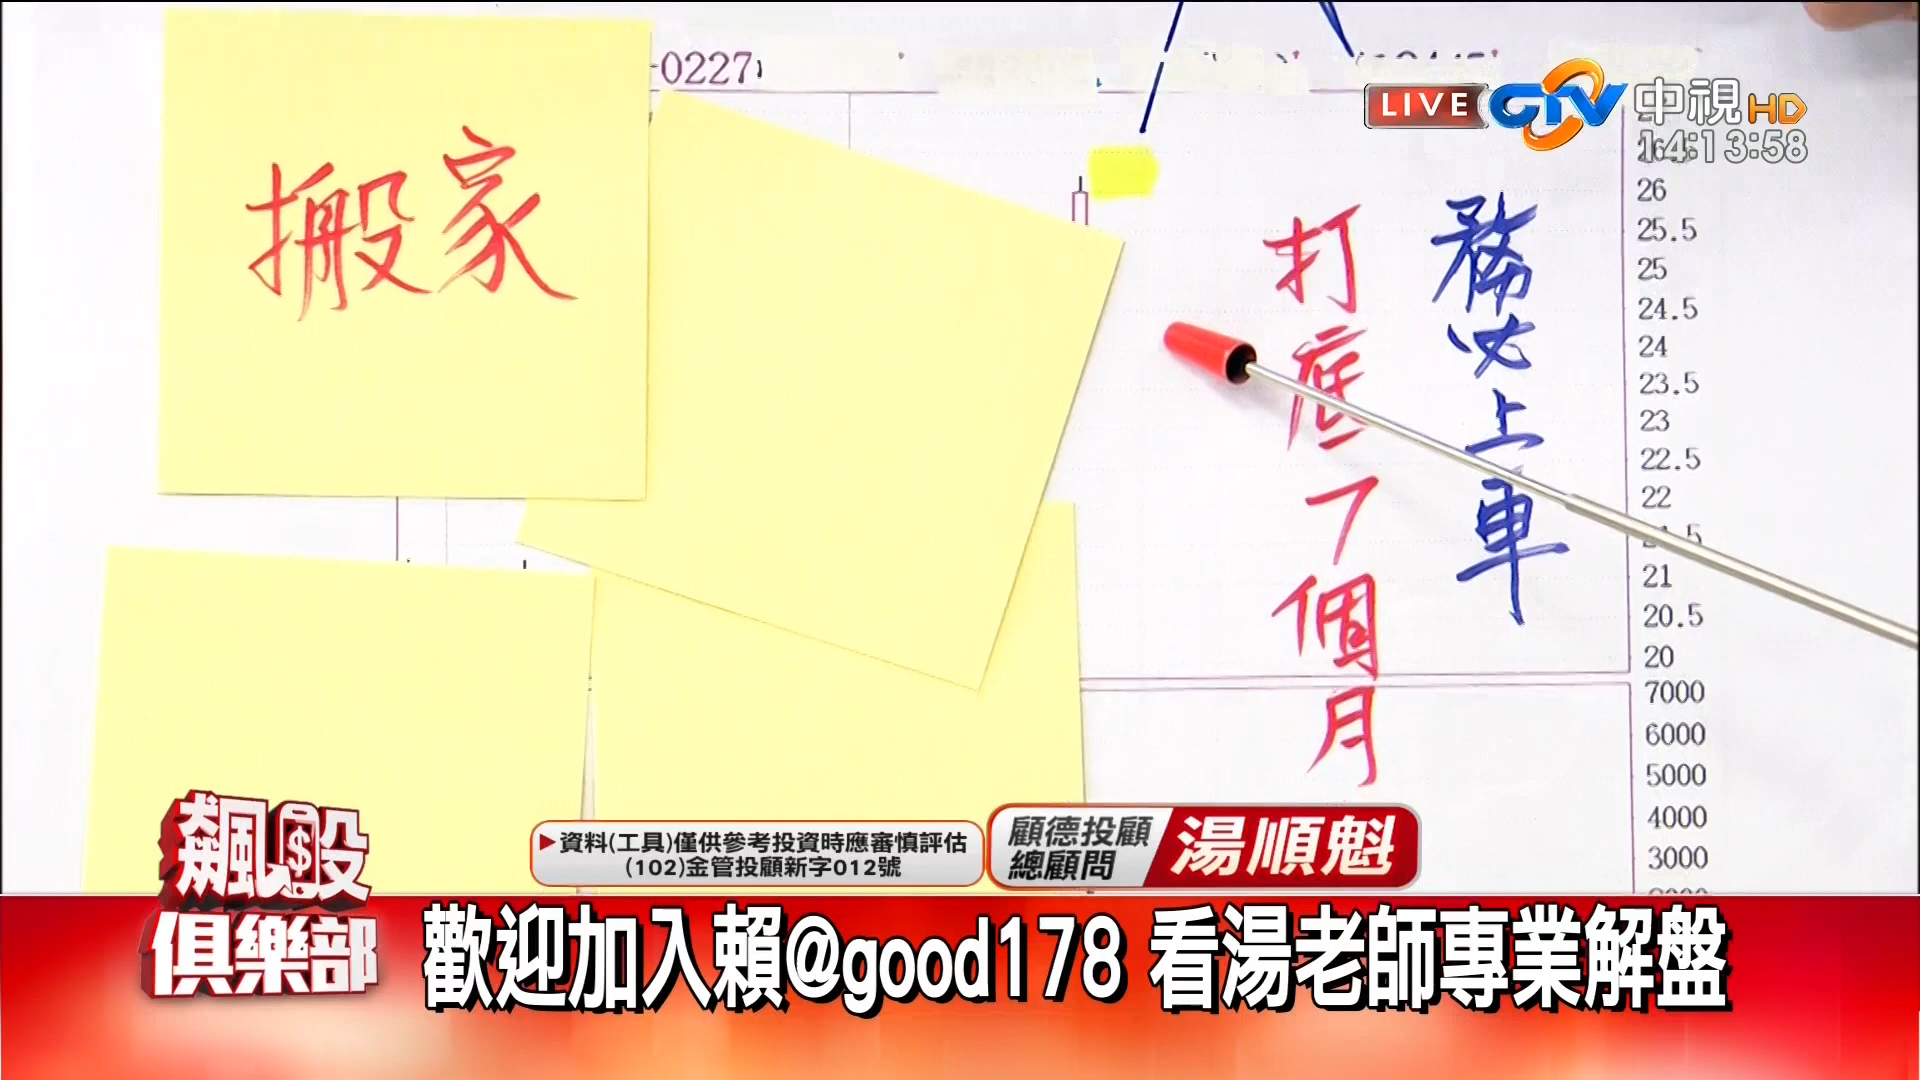 -0227
LIVE CTV 中視HD
14:13:58
搬家
打底7個月
務必上車
26
25.5
25
24.5
24
23.5
23
22.5
22
21
20.5
20
7000
6000
5000
4000
3000
飆股
俱樂部
▶資料(工具)僅供參考投資時應審慎評估
(102)金管投顧新字012號
顧德投顧
總顧問
湯順魁
歡迎加入賴@good178 看湯老師專業解盤